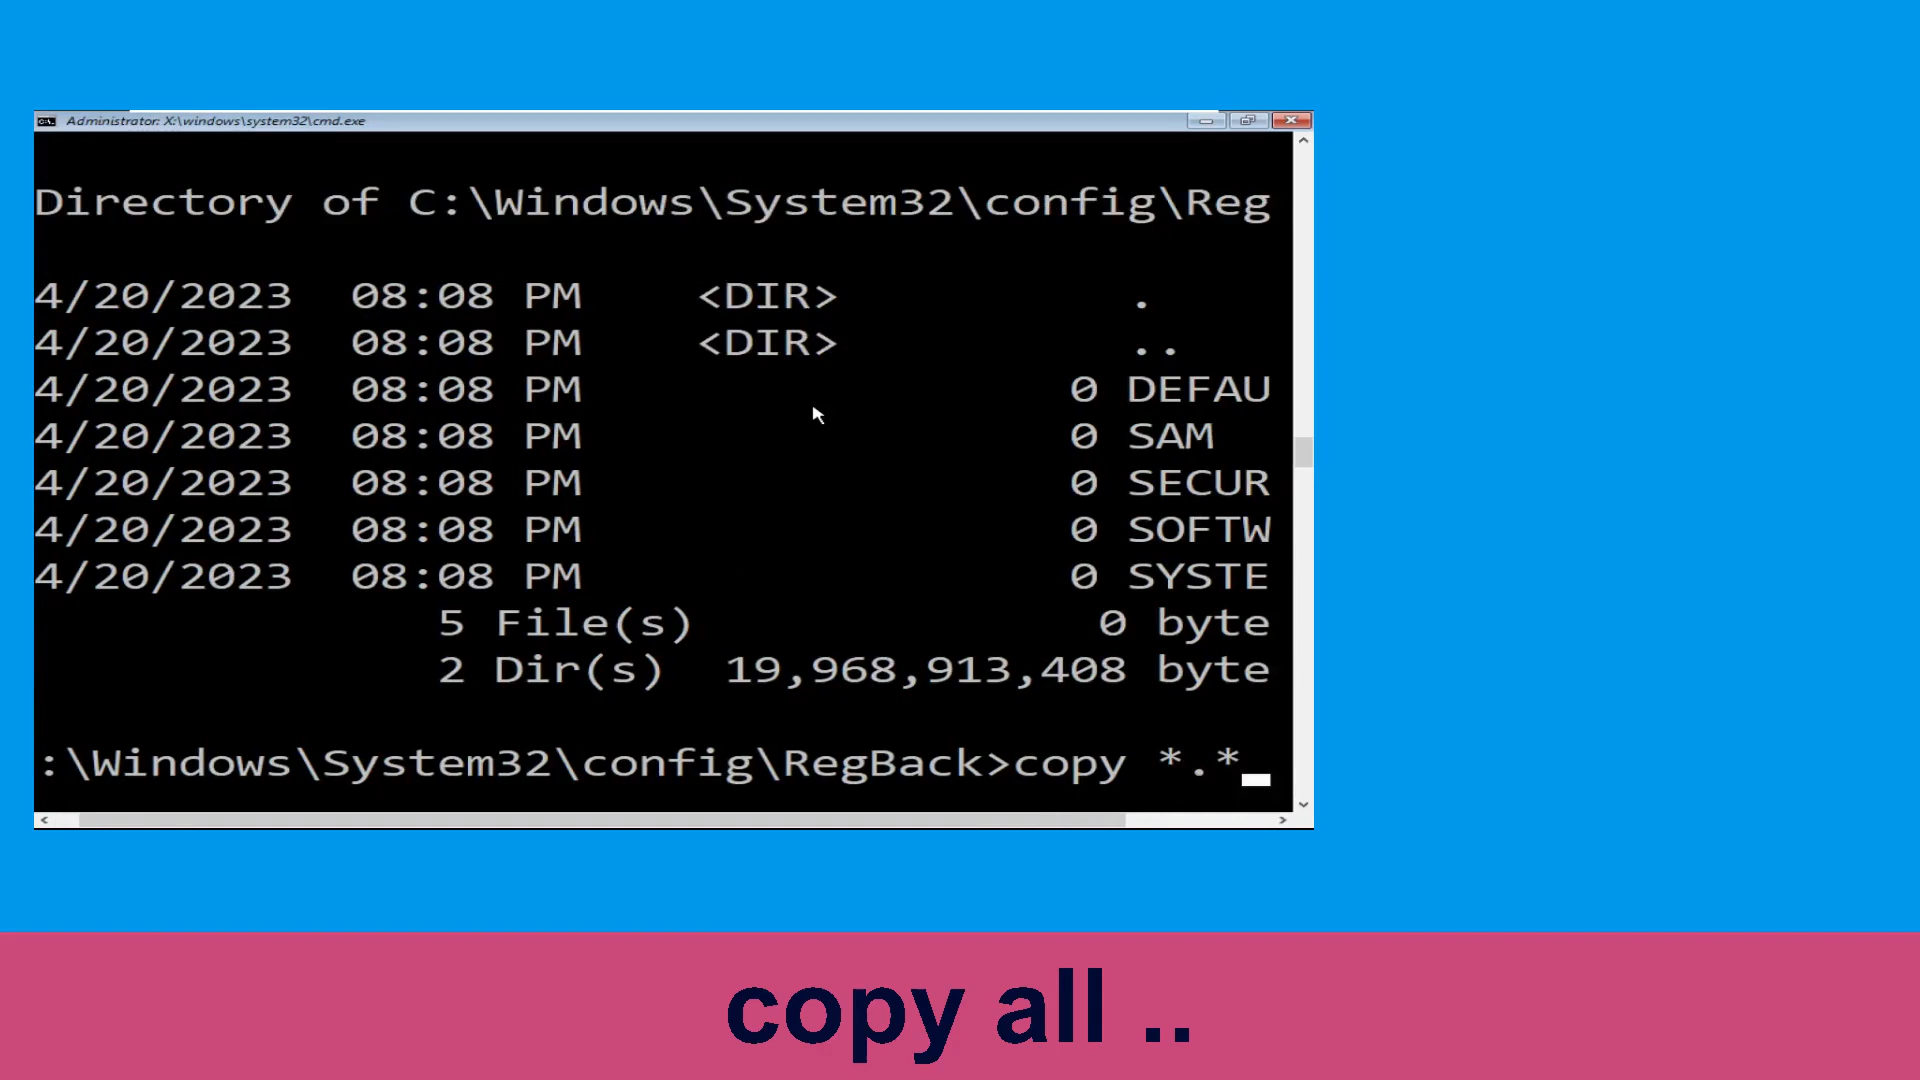 Administrator: X:\windows\system32\cmd.exe
Directory of C:\Windows\System32\config\Reg
4/20/2023 08:08 PM <DIR> .
4/20/2023 08:08 PM <DIR> ..
4/20/2023 08:08 PM 0 DEFAU
4/20/2023 08:08 PM 0 SAM
4/20/2023 08:08 PM 0 SECUR
4/20/2023 08:08 PM 0 SOFTW
4/20/2023 08:08 PM 0 SYSTE
5 File(s) 0 byte
2 Dir(s) 19,968,913,408 byte
:\Windows\System32\config\RegBack>copy *.*
copy all ..